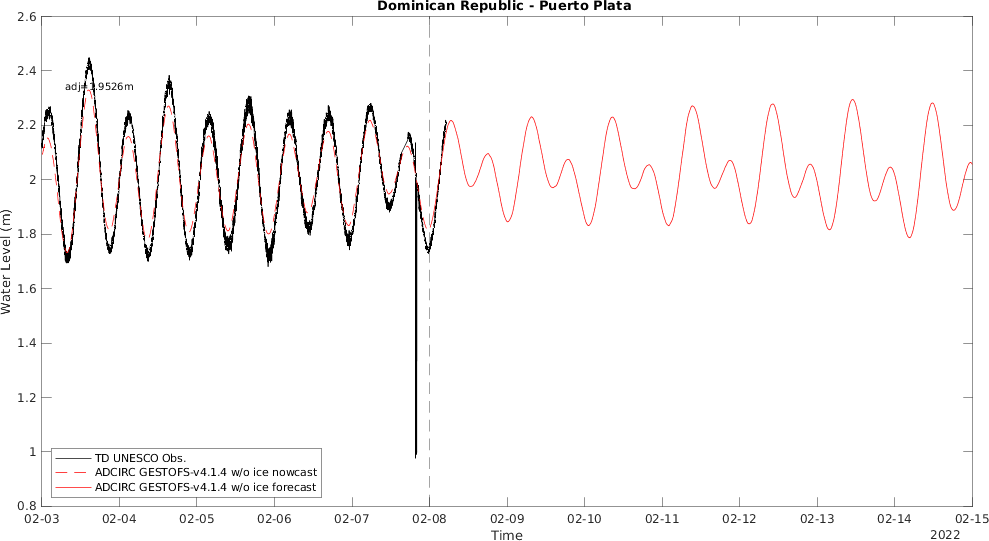 Dominican Republic - Puerto Plata
2.6
2.4
2.2
2
1.8
1.6
1.4
1.2
1
0.8
Water Level (m)
TD UNESCO Obs.
ADCIRC GESTOFS-v4.1.4 w/o ice nowcast
ADCIRC GESTOFS-v4.1.4 w/o ice forecast
02-03 02-04 02-05 02-06 02-07 02-08 02-09 02-10 02-11 02-12 02-13 02-14 02-15
Time
2022